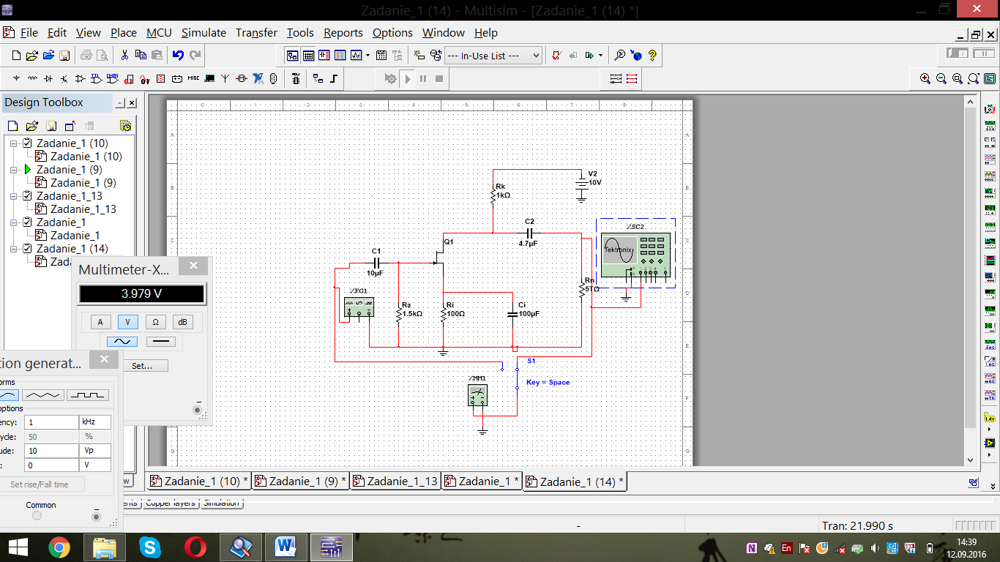 Zadanie_1 (14) - Multisim - [Zadanie_1 (14) *]
File Edit View Place MCU Simulate Transfer Tools Reports Options Window Help
--- In-Use List ---
MISC
Design Toolbox
Zadanie_1 (10)
Zadanie_1 (10)
Zadanie_1 (9)
Zadanie_1 (9)
Zadanie_1_13
Zadanie_1_13
Zadanie_1
Zadanie_1
Zadanie_1 (14)
Zada
Multimeter-X...
3.979 V
A V Ω dB
Set...
tion generat...
orms
options
ency: 1 kHz
cycle: 50 %
ude: 10 Vp
: 0 V
Set rise/Fall time
Common
V2
10V
Rk
1kΩ
C2
4.7µF
Q1
C1
10µF
XSC2
Tektronix
XFG1
Rn
5TΩ
Rs
1.5kΩ
Ri
100Ω
Ci
100µF
S1
Key = Space
XMM1
Zadanie_1 (10) * Zadanie_1 (9) * Zadanie_1_13 Zadanie_1 * Zadanie_1 (14) *
ents Copper layers Simulation
- Tran: 21.990 s
En
14:39
12.09.2016